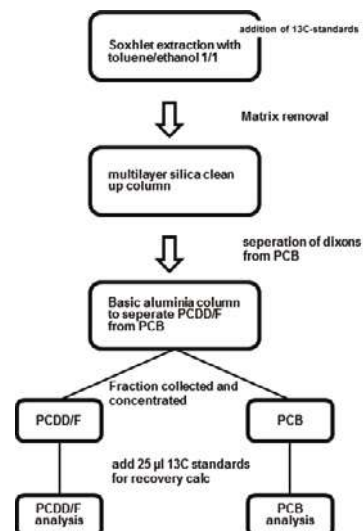 addition of 13C-standards
Soxhlet extraction with
toluene/ethanol 1/1
Matrix removal
multilayer silica clean
up column
seperation of dixons
from PCB
Basic aluminia column
to seperate PCDD/F
from PCB
Fraction collected and
concentrated
PCDD/F
PCB
add 25 µl 13C standards
for recovery calc
PCDD/F
analysis
PCB
analysis